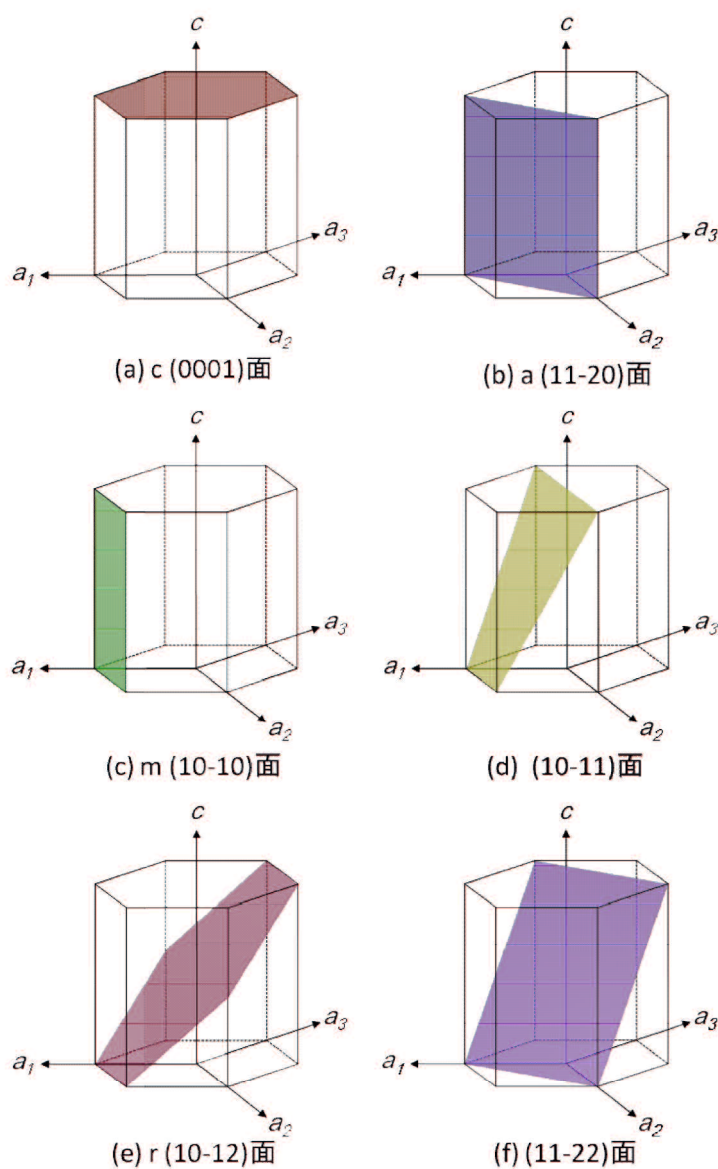 c
c
a3
a3
a1
a1
a2
a2
(a) c (0001)面
(b) a (11-20)面
c
c
a3
a3
a1
a1
a2
a2
(c) m (10-10)面
(d) (10-11)面
c
c
a3
a3
a1
a1
a2
a2
(e) r (10-12)面
(f) (11-22)面